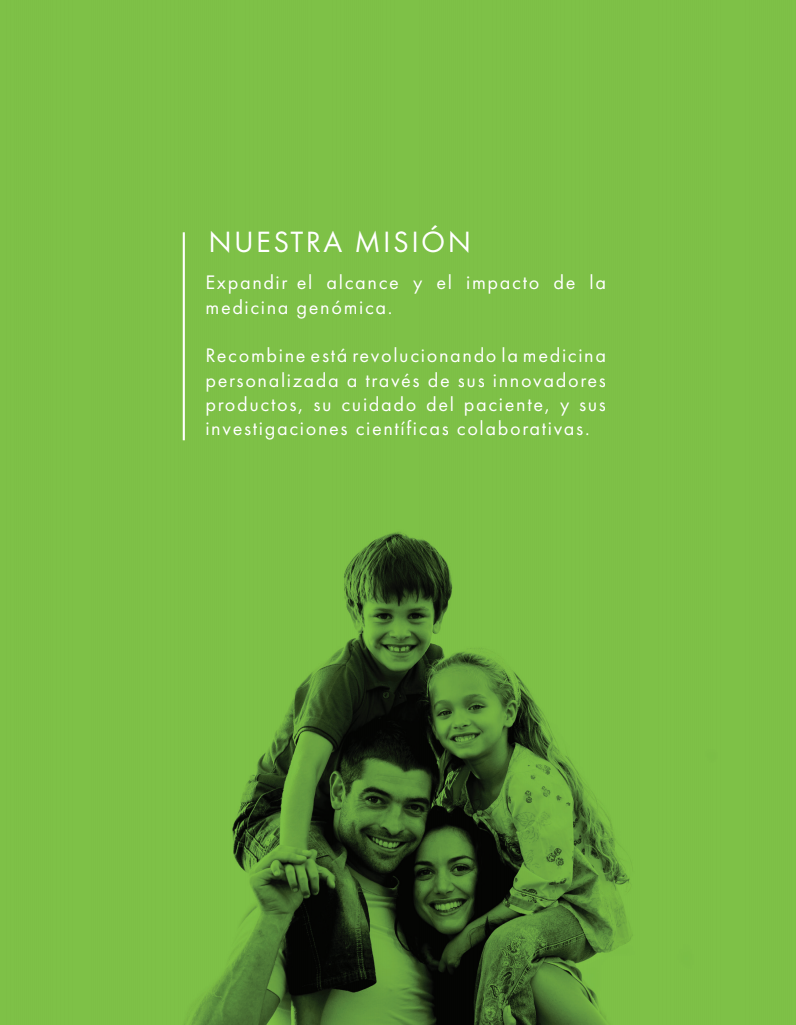 NUESTRA MISIÓN
Expandir el alcance y el impacto de la
medicina genómica.
Recombine está revolucionando la medicina
personalizada a través de sus innovadores
productos, su cuidado del paciente, y sus
investigaciones científicas colaborativas.